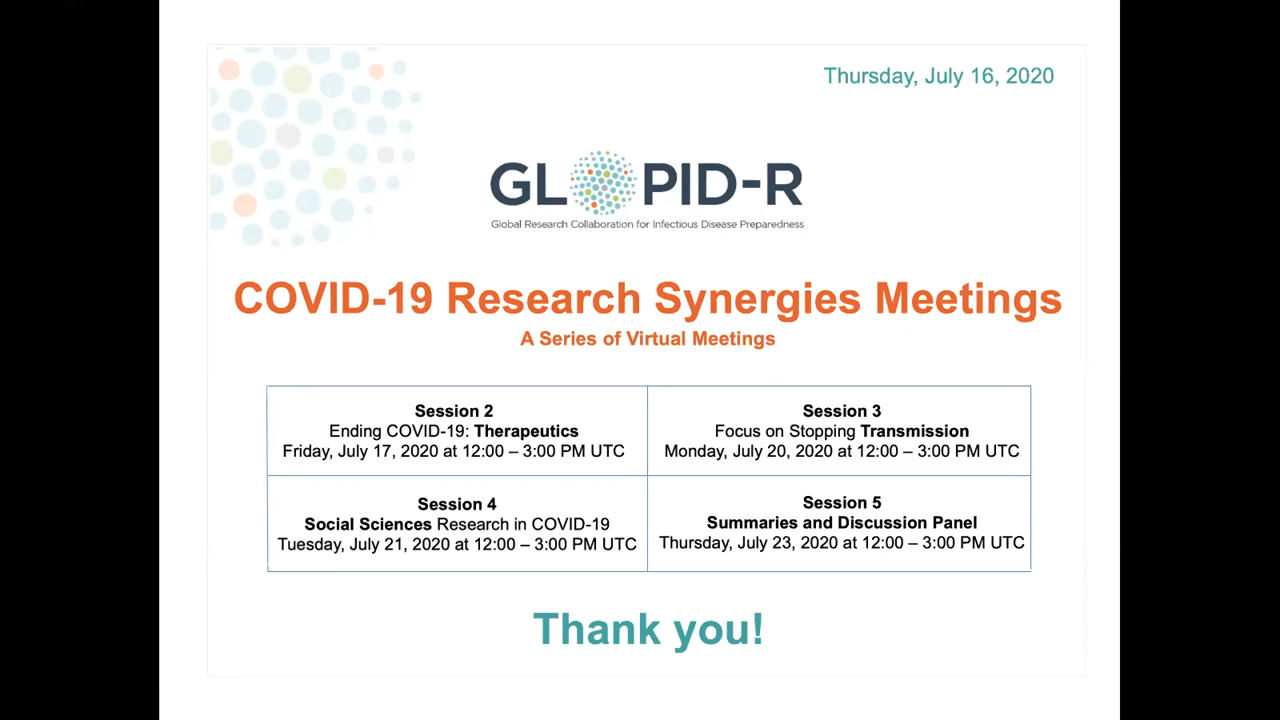 Thursday, July 16, 2020
GLOPID-R
Global Research Collaboration for Infectious Disease Preparedness
COVID-19 Research Synergies Meetings
A Series of Virtual Meetings
Session 2
Ending COVID-19: Therapeutics
Friday, July 17, 2020 at 12:00 – 3:00 PM UTC
Session 3
Focus on Stopping Transmission
Monday, July 20, 2020 at 12:00 – 3:00 PM UTC
Session 4
Social Sciences Research in COVID-19
Tuesday, July 21, 2020 at 12:00 – 3:00 PM UTC
Session 5
Summaries and Discussion Panel
Thursday, July 23, 2020 at 12:00 – 3:00 PM UTC
Thank you!